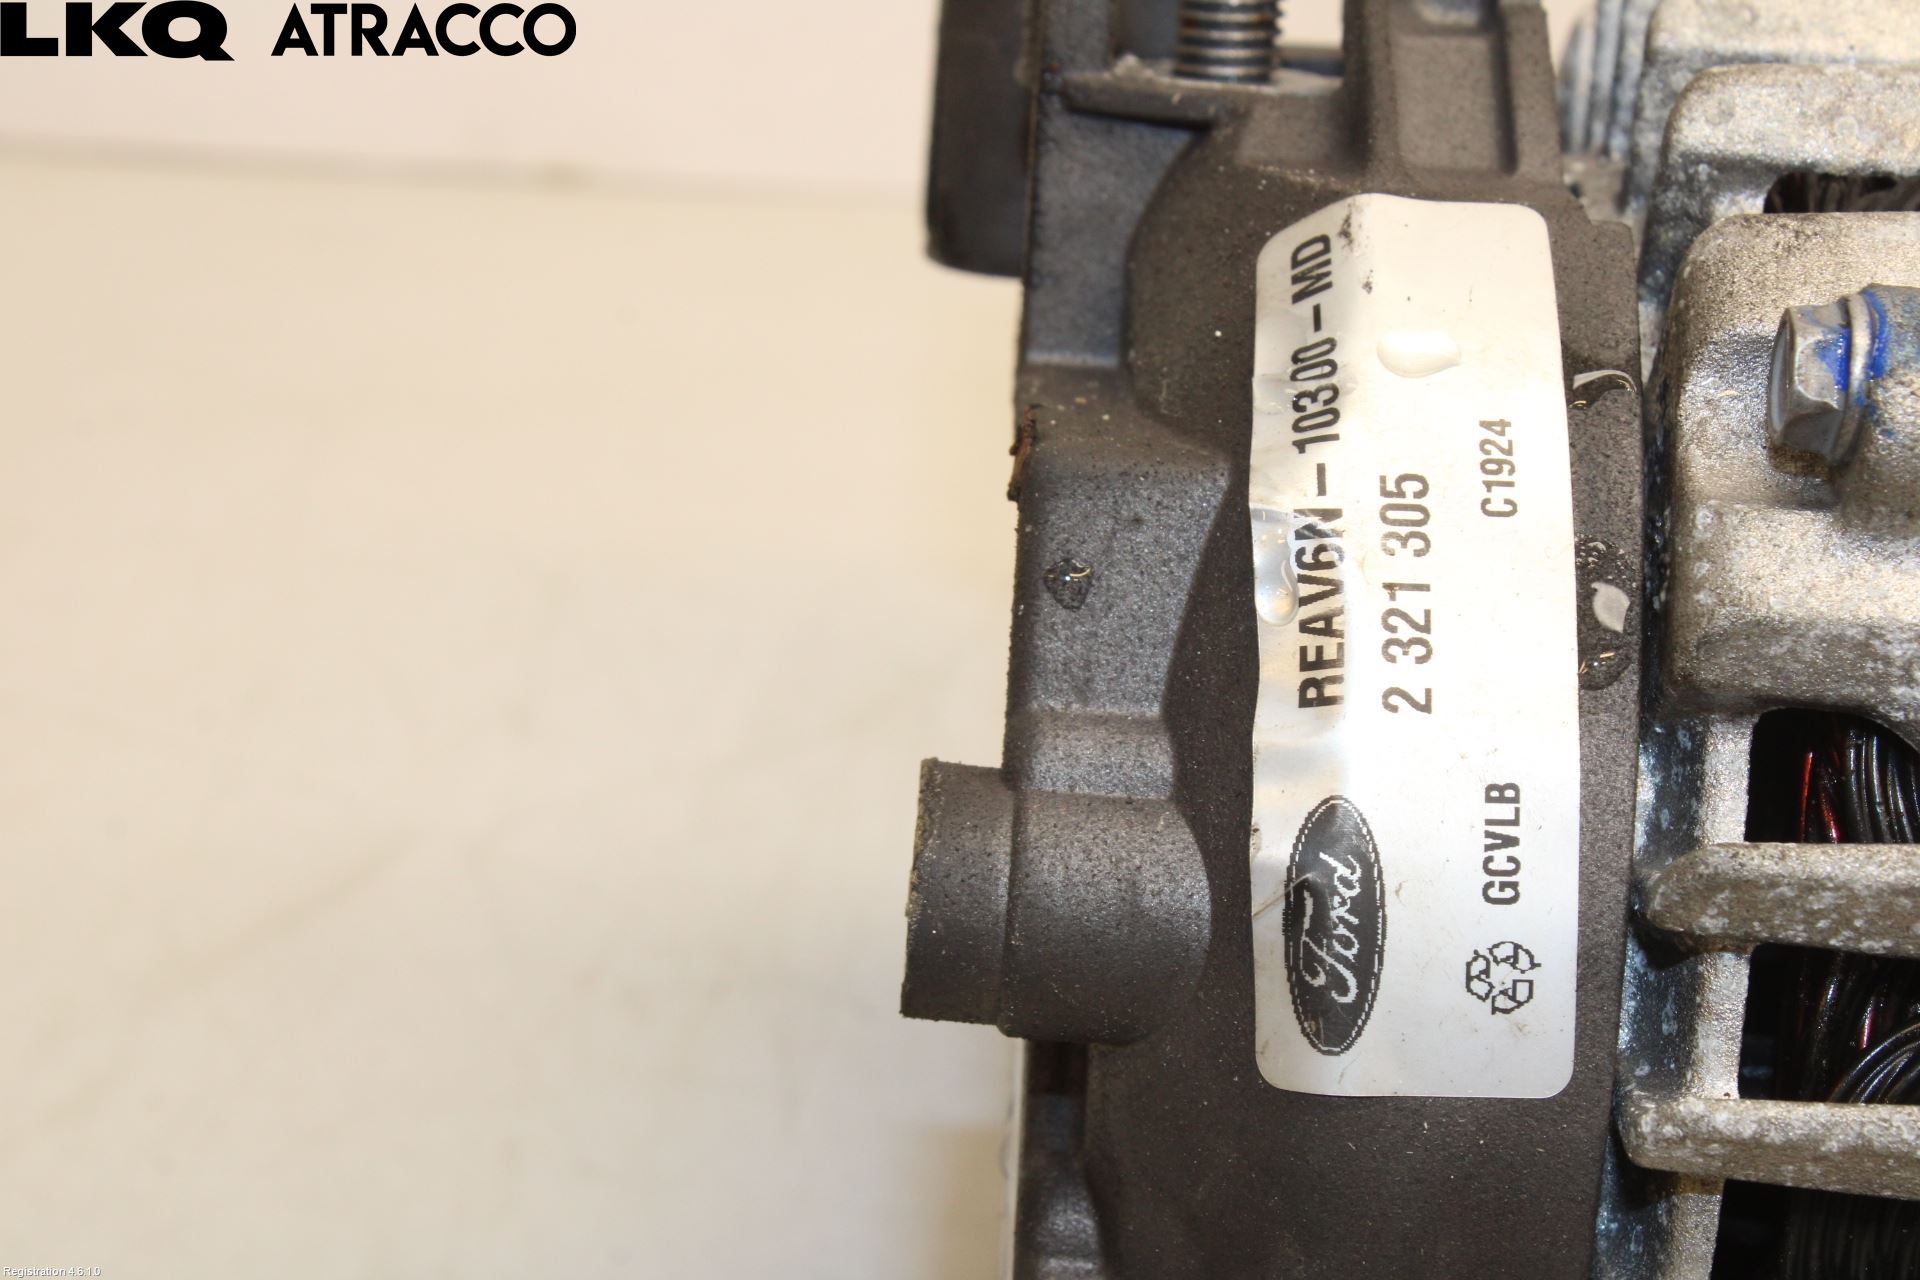 LKQ ATRACCO
REAV6N-10300-MD
2 321 305
Ford
GCVLB C1924
Registration 4.6.1.0